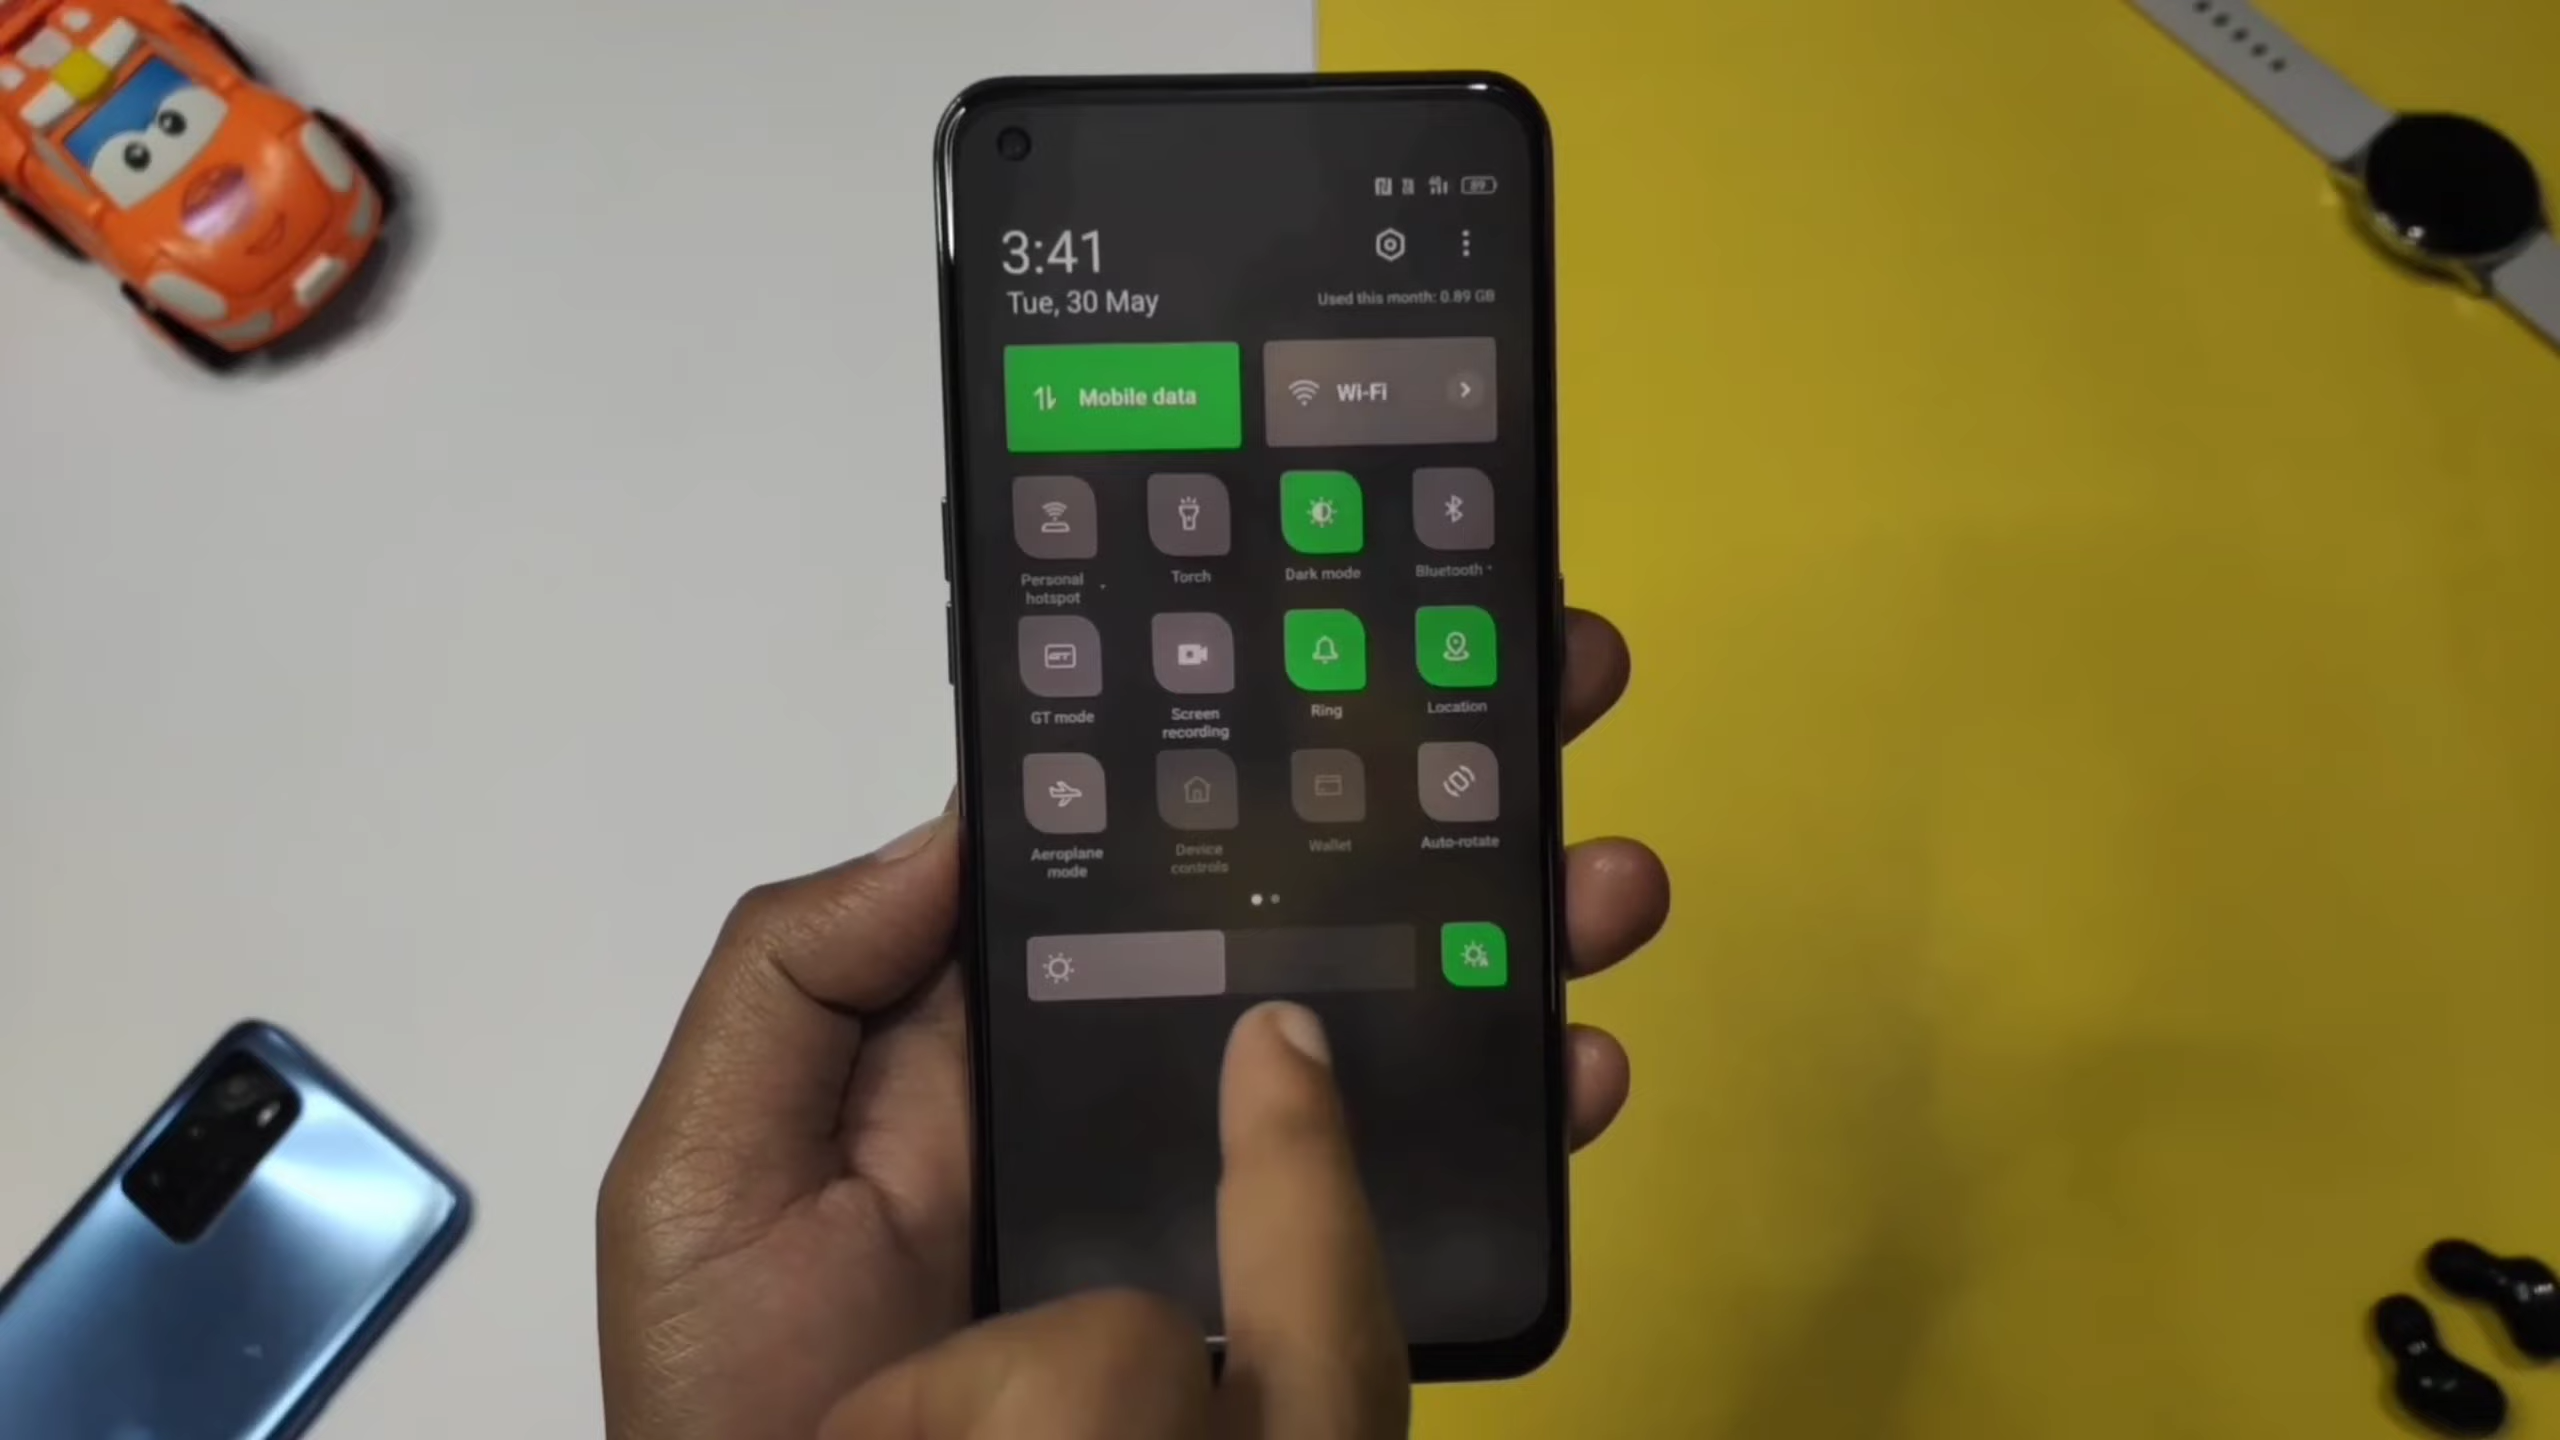 89
3:41
Tue, 30 May
Used this month: 0.89 GB
Mobile data
Wi-Fi
Personal
hotspot
Torch
Dark mode
Bluetooth
GT mode
Screen
recording
Ring
Location
Aeroplane
mode
Device
controls
Wallet
Auto-rotate